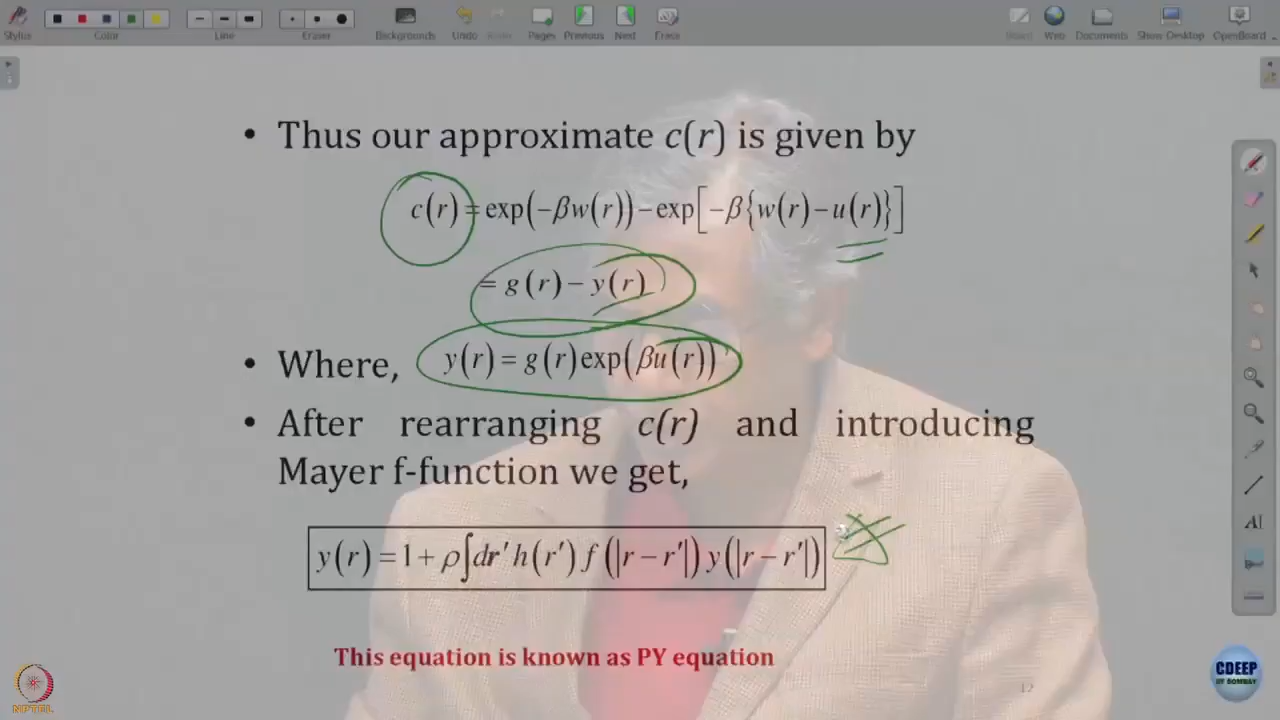 Stylus
Color
Line
Eraser
Backgrounds
Undo
Redo
Pages
Previous
Next
Erase
Board
Web
Documents
Show Desktop
OpenBoard
• Thus our approximate c(r) is given by
c(r) = exp(−βw(r)) − exp[−β{w(r) − u(r)}]
= g(r) − y(r)
• Where, y(r) = g(r)exp(βu(r))
• After rearranging c(r) and introducing
Mayer f-function we get,
y(r) = 1 + ρ∫dr′ h(r′) f(|r − r′|) y(|r − r′|)
This equation is known as PY equation
12
NPTEL
CDEEP
IIT BOMBAY